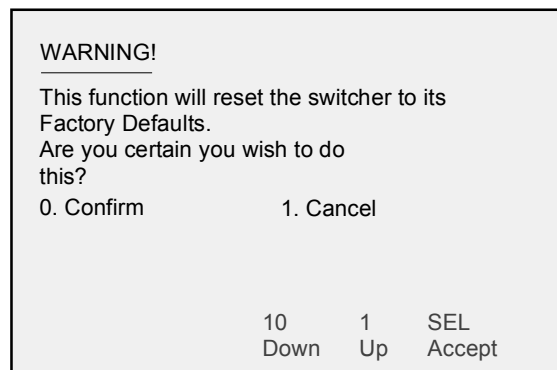 WARNING!
This function will reset the switcher to its
Factory Defaults.
Are you certain you wish to do
this?
0. Confirm 1. Cancel
10 1 SEL
Down Up Accept